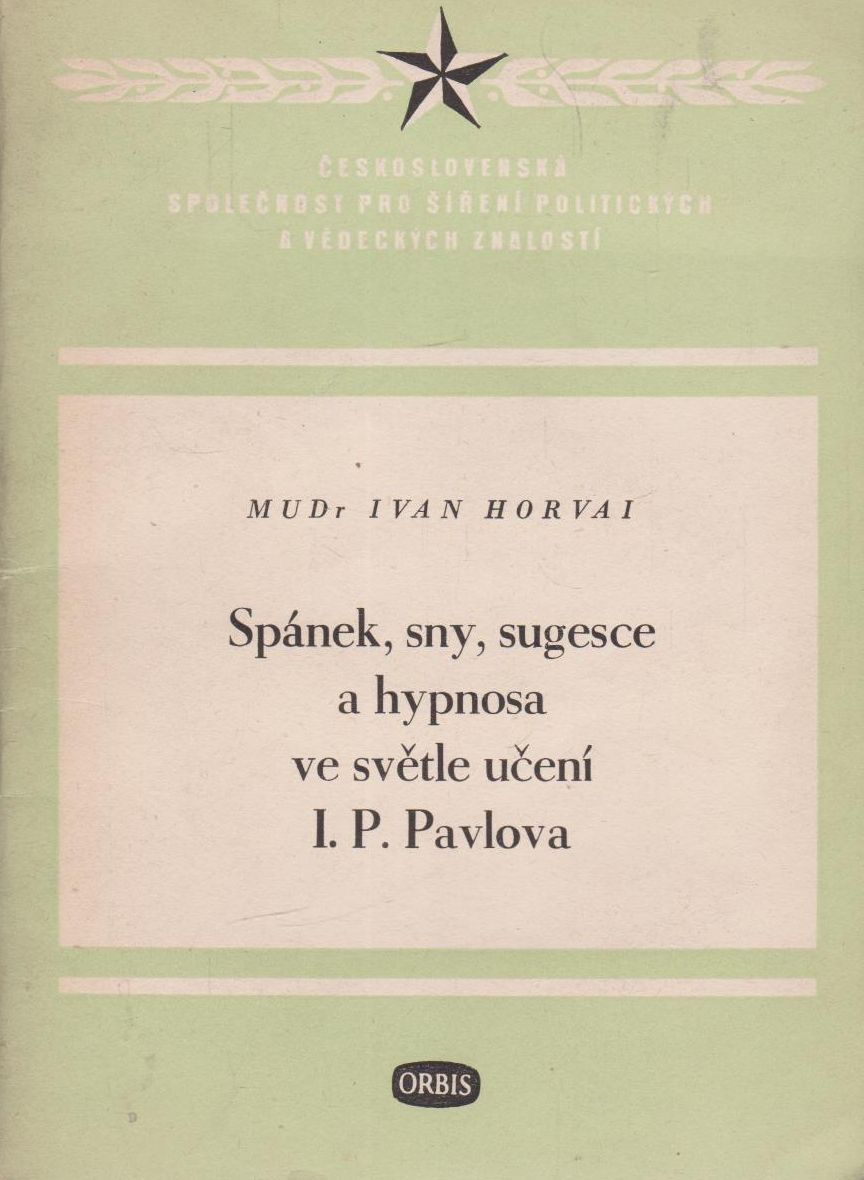 ČESKOSLOVENSKÁ
SPOLEČNOST PRO ŠÍŘENÍ POLITICKÝCH
A VĚDECKÝCH ZNALOSTÍ
MUDr IVAN HORVAI
Spánek, sny, sugesce
a hypnosa
ve světle učení
I. P. Pavlova
ORBIS